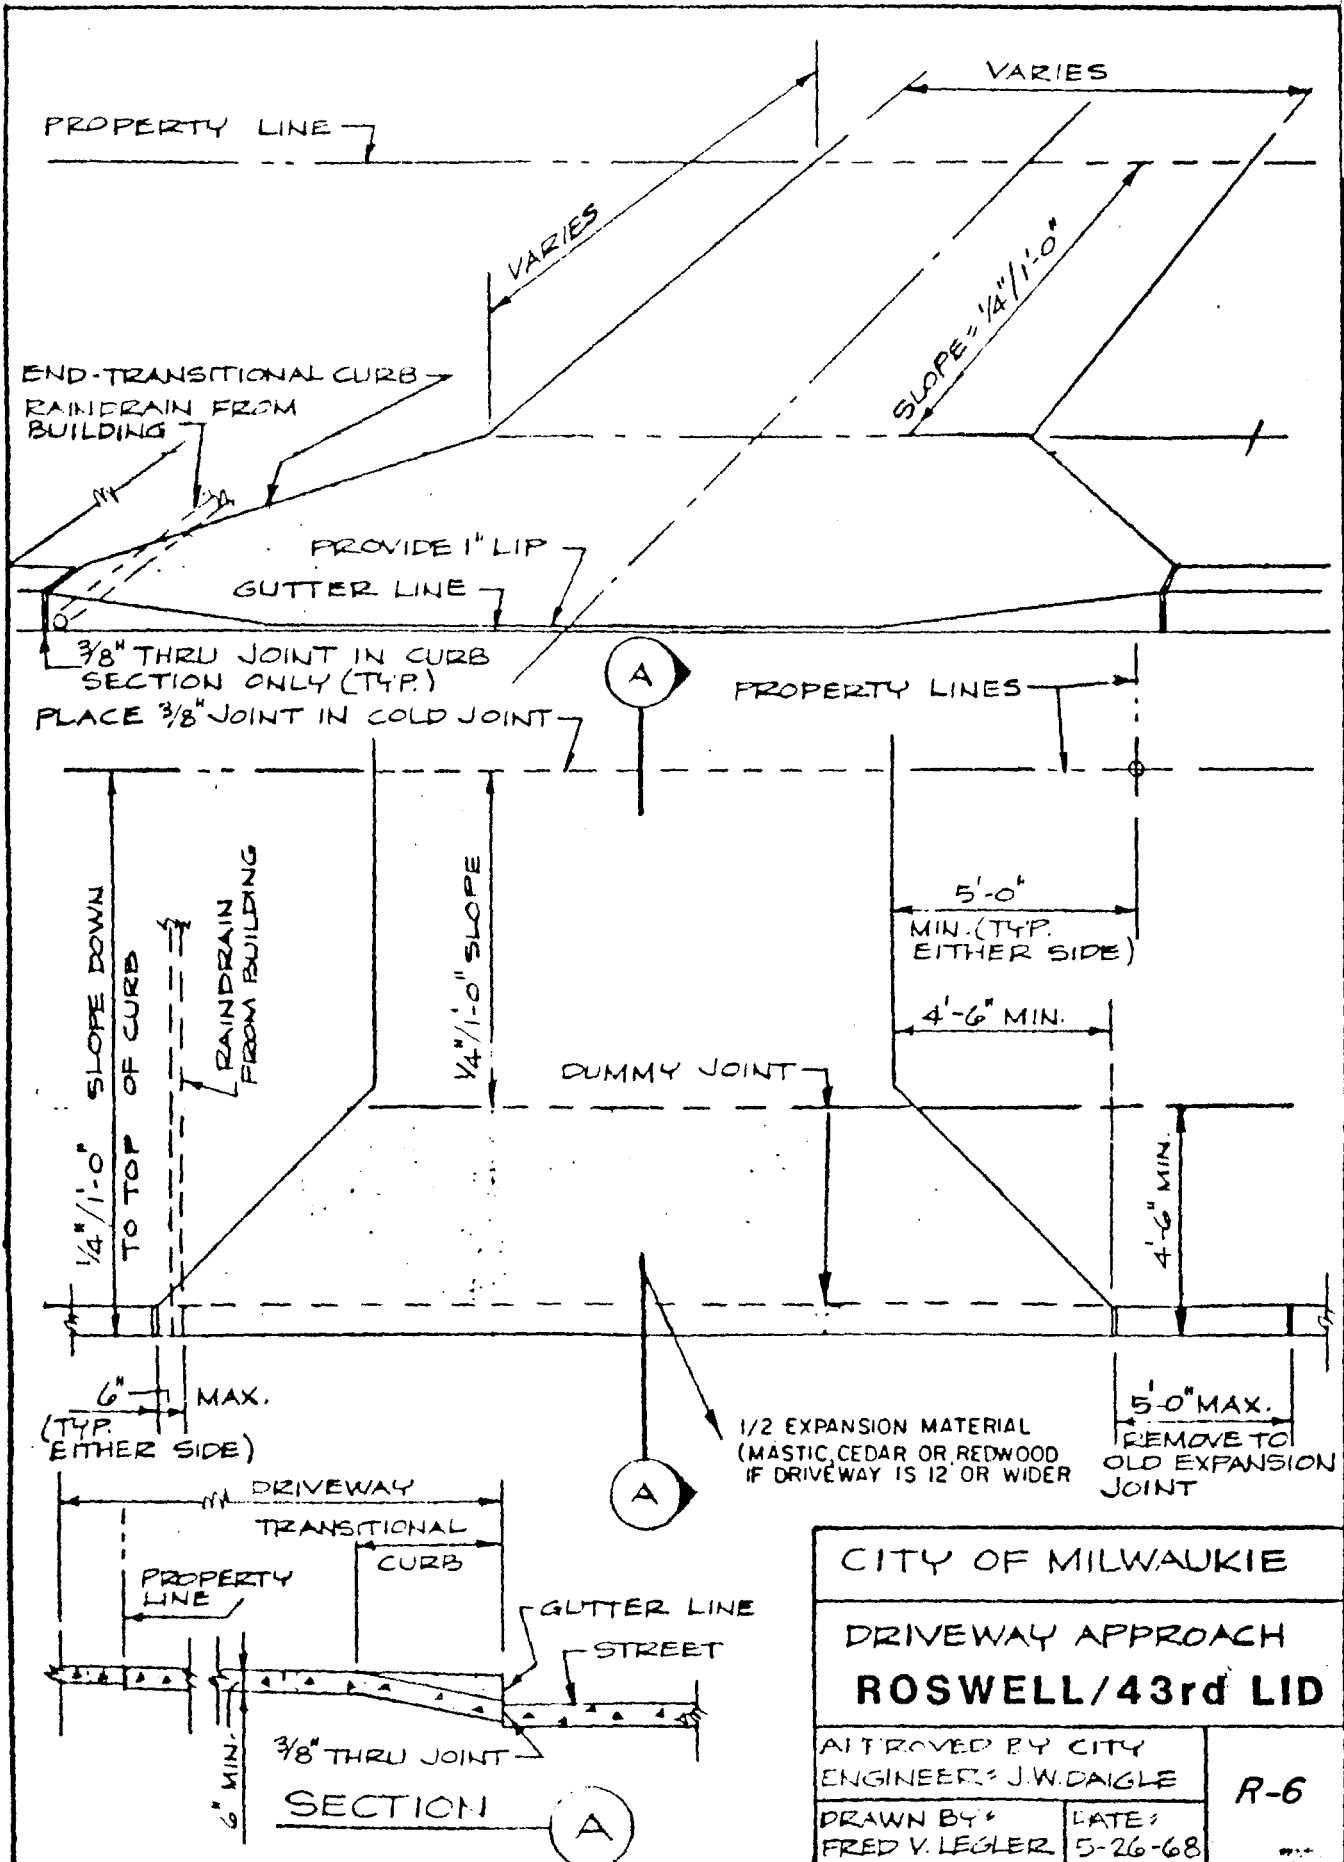 VARIES
PROPERTY LINE
VARIES
SLOPE = 1/4"/1'-0"
END-TRANSITIONAL CURB
RAINDRAIN FROM
BUILDING
PROVIDE 1" LIP
GUTTER LINE
3/8" THRU JOINT IN CURB
SECTION ONLY (TYP.)
A
PROPERTY LINES
PLACE 3/8" JOINT IN COLD JOINT
1/4"/1'-0" SLOPE DOWN
TO TOP OF CURB
RAINDRAIN
FROM BUILDING
1/4"/1'-0" SLOPE
5'-0"
MIN. (TYP.
EITHER SIDE)
4'-6" MIN.
DUMMY JOINT
4'-6" MIN.
6" MAX.
(TYP.
EITHER SIDE)
1/2 EXPANSION MATERIAL
(MASTIC, CEDAR OR REDWOOD
IF DRIVEWAY IS 12' OR WIDER
5'-0" MAX.
REMOVE TO
OLD EXPANSION
JOINT
A
DRIVEWAY
TRANSITIONAL
CURB
PROPERTY
LINE
GUTTER LINE
STREET
3/8" THRU JOINT
6" MIN.
SECTION A
CITY OF MILWAUKIE
DRIVEWAY APPROACH
ROSWELL/43rd LID
APPROVED BY CITY
ENGINEER: J.W. DAIGLE
R-6
DRAWN BY:
FRED V. LEGLER
DATE:
5-26-68